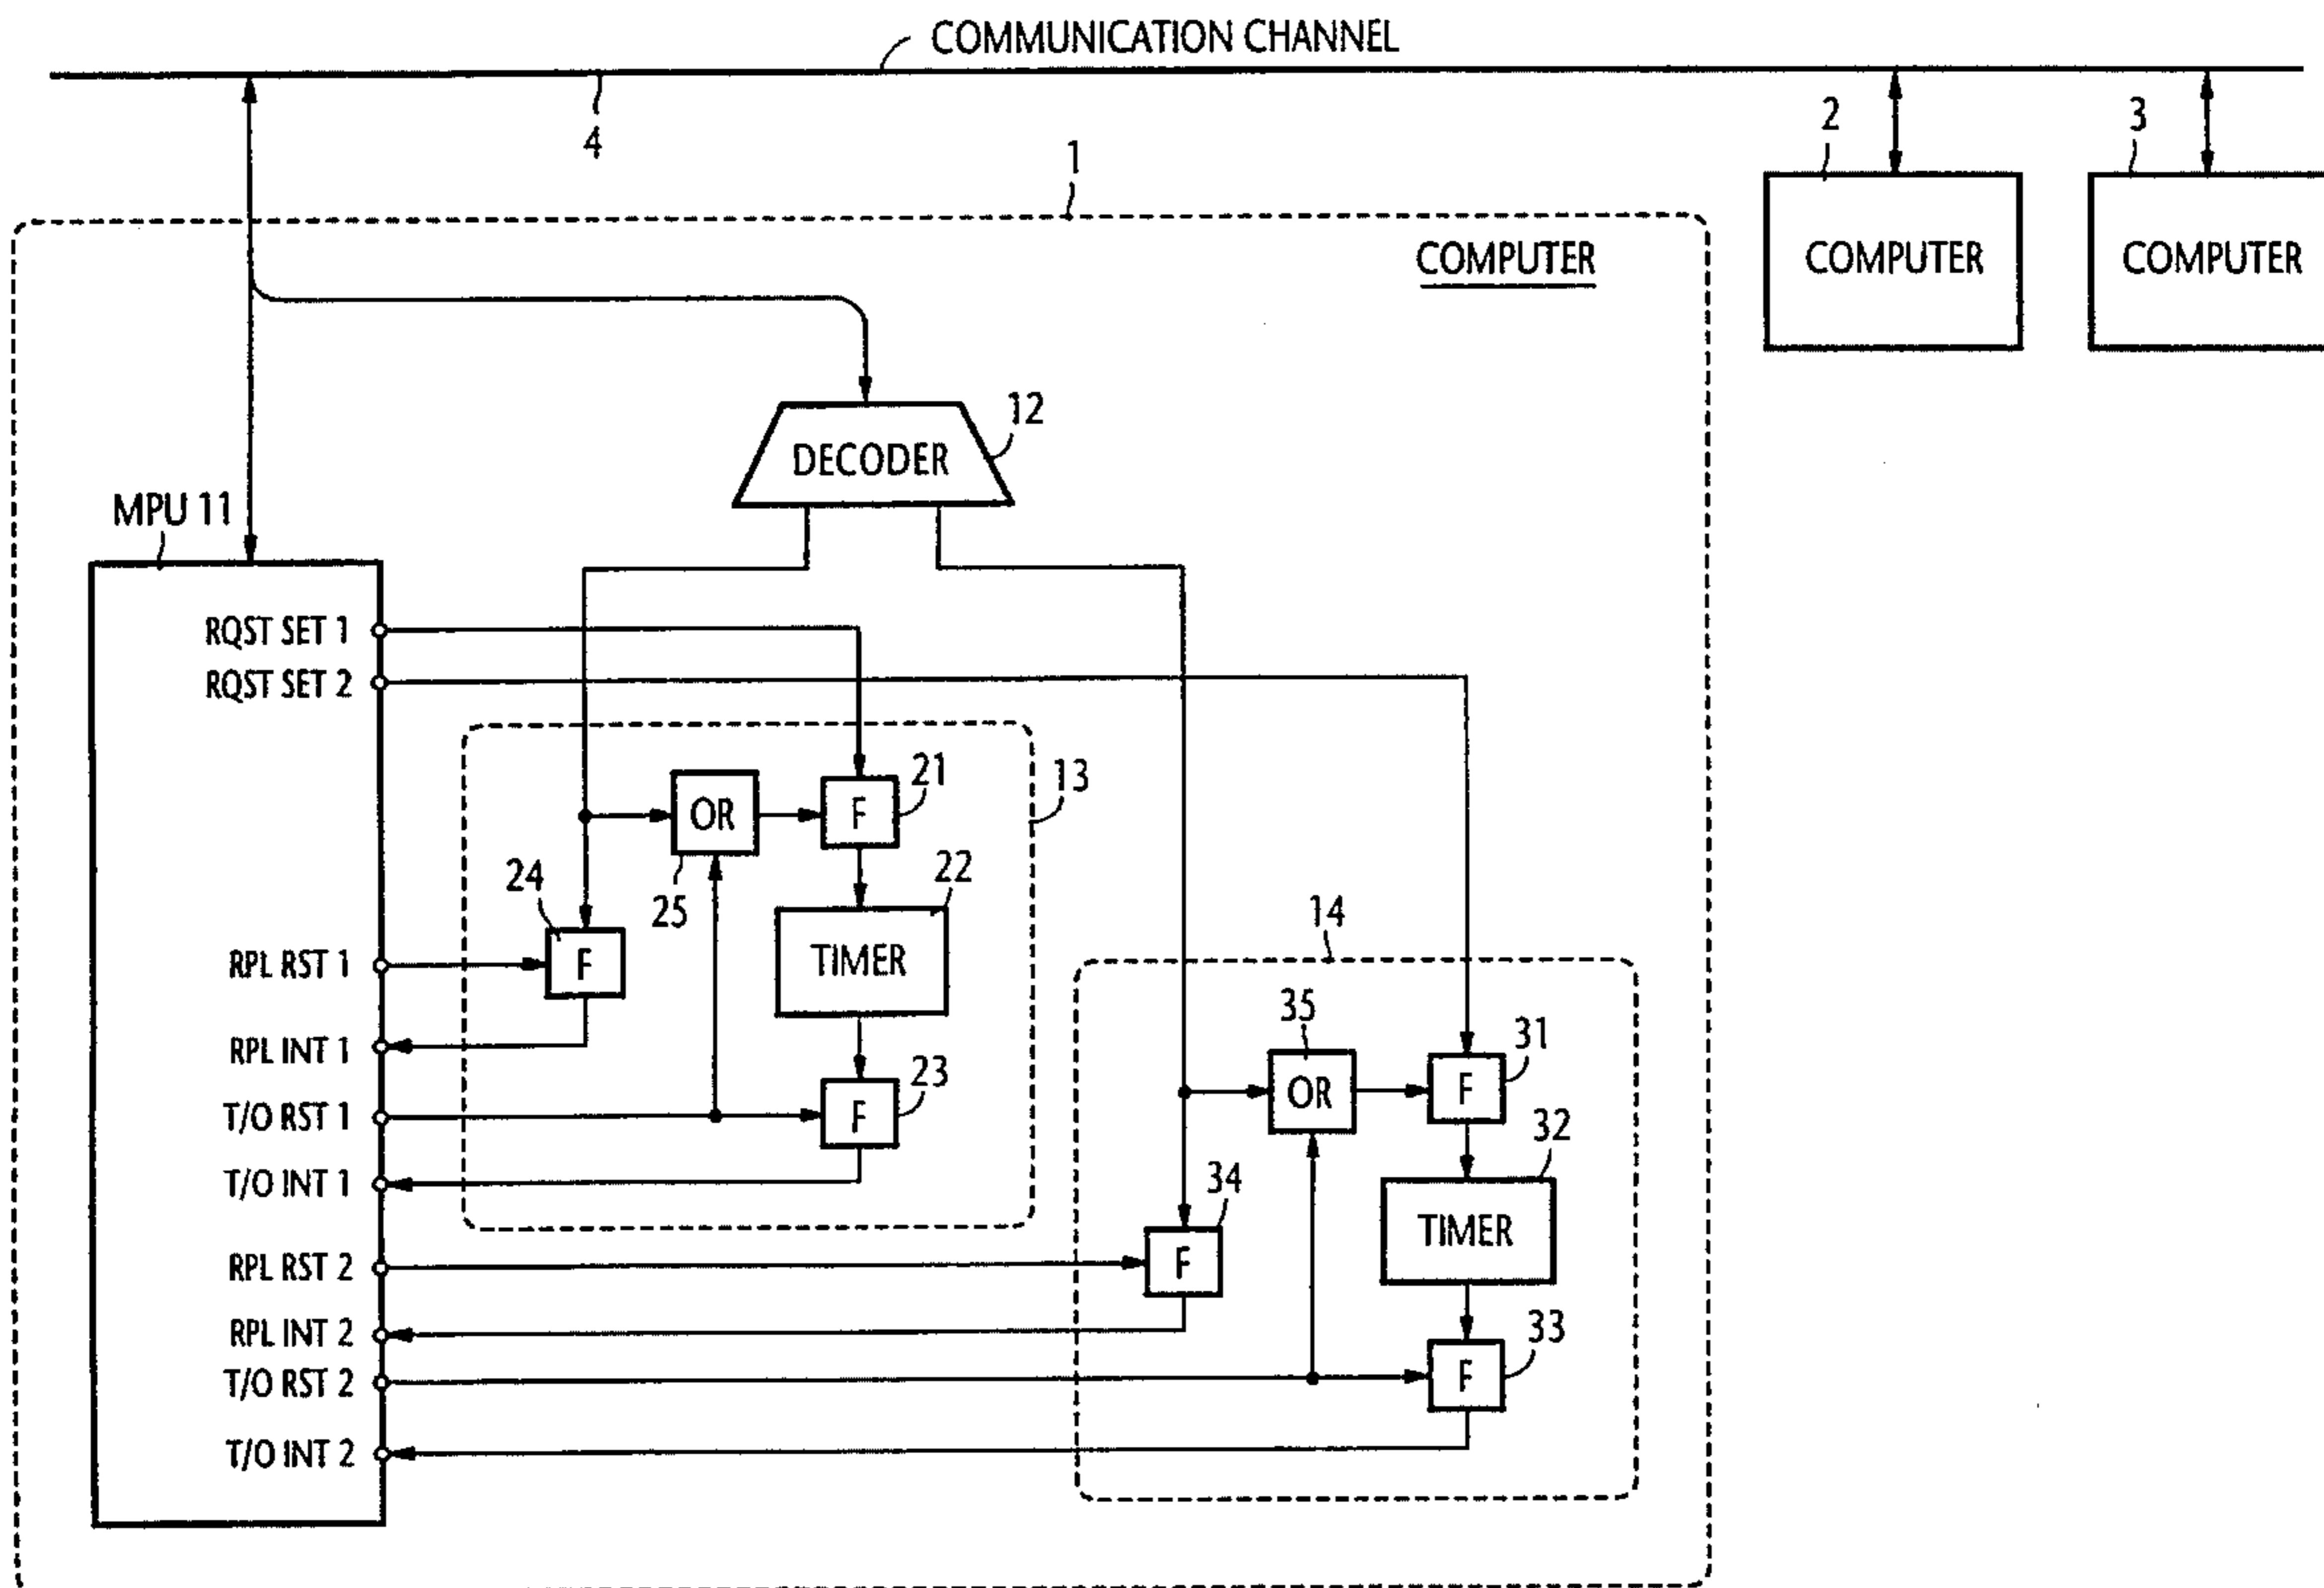 COMMUNICATION CHANNEL
4
1
2
3
COMPUTER
COMPUTER
COMPUTER
12
DECODER
MPU 11
RQST SET 1
RQST SET 2
13
21
OR
F
25
24
F
22
TIMER
23
F
RPL RST 1
RPL INT 1
T/O RST 1
T/O INT 1
RPL RST 2
RPL INT 2
T/O RST 2
T/O INT 2
14
35
OR
31
F
32
TIMER
34
F
33
F